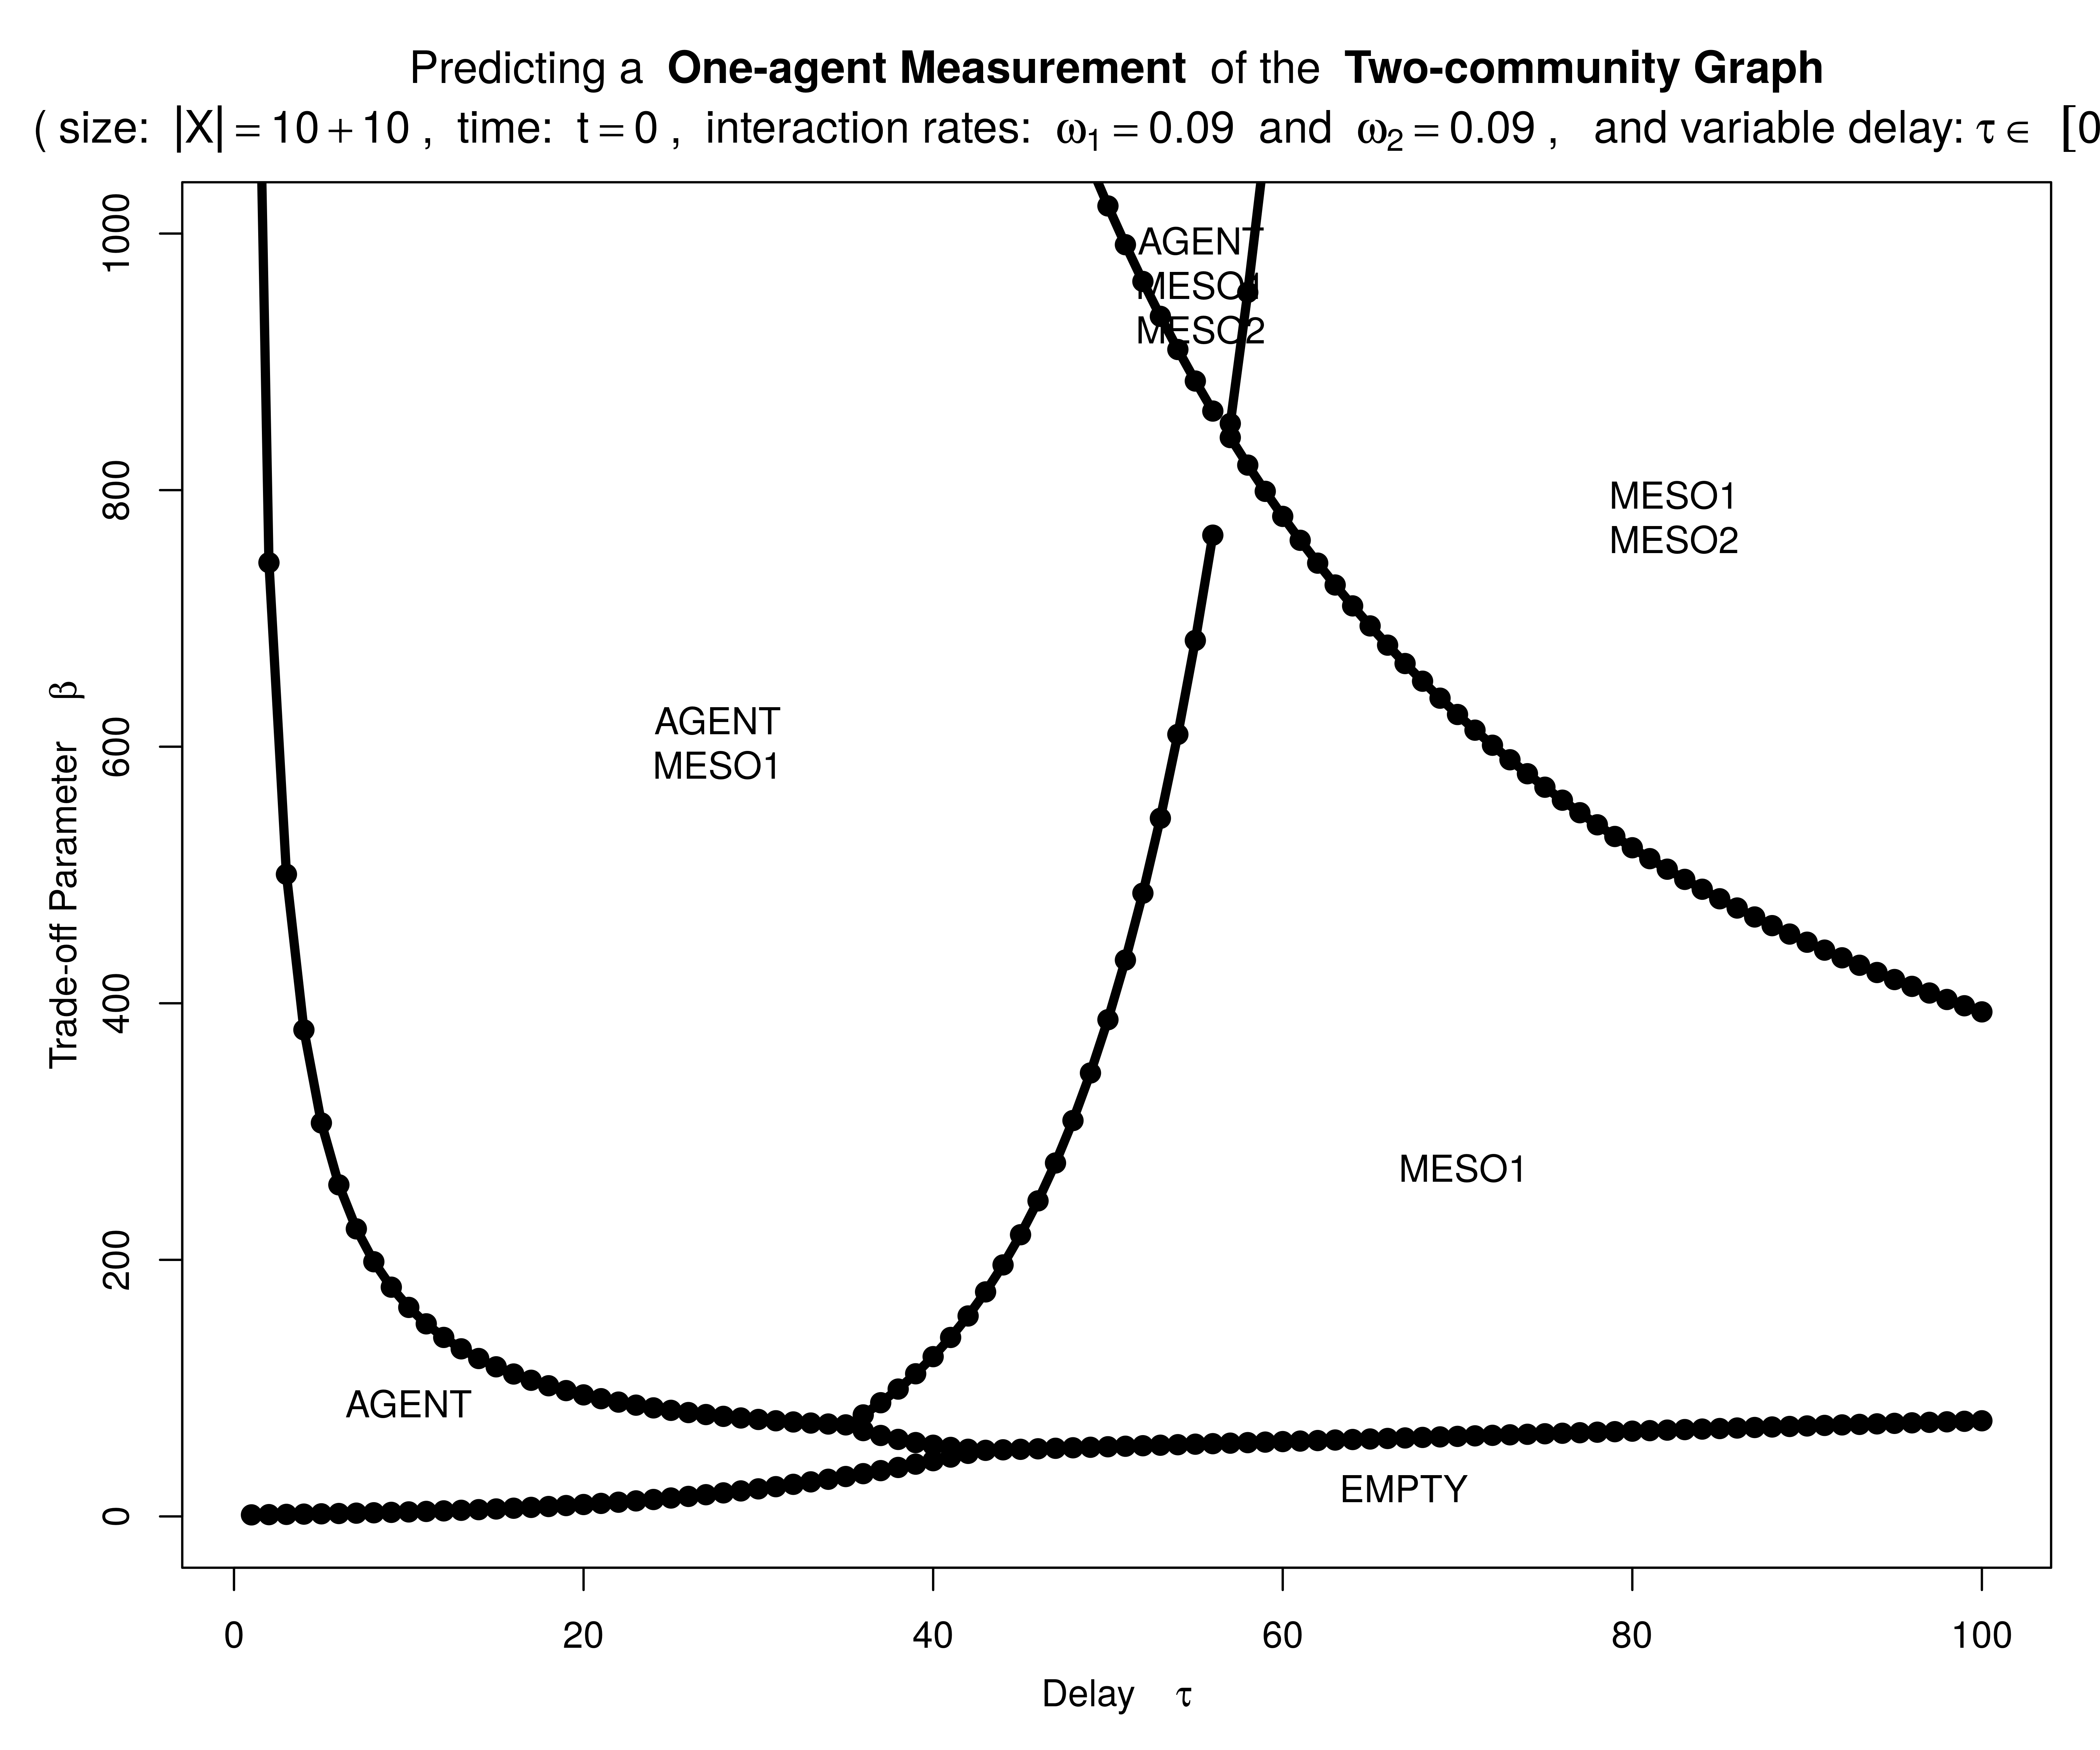 Predicting a One-agent Measurement of the Two-community Graph
( size: |X| = 10 + 10 , time: t = 0 , interaction rates: ω1 = 0.09 and ω2 = 0.09 , and variable delay: τ ∈ [0
1000
800
600
400
200
0
Trade-off Parameter β
AGENT
MESO1
MESO2
MESO1
MESO2
AGENT
MESO1
MESO1
AGENT
EMPTY
0 20 40 60 80 100
Delay τ